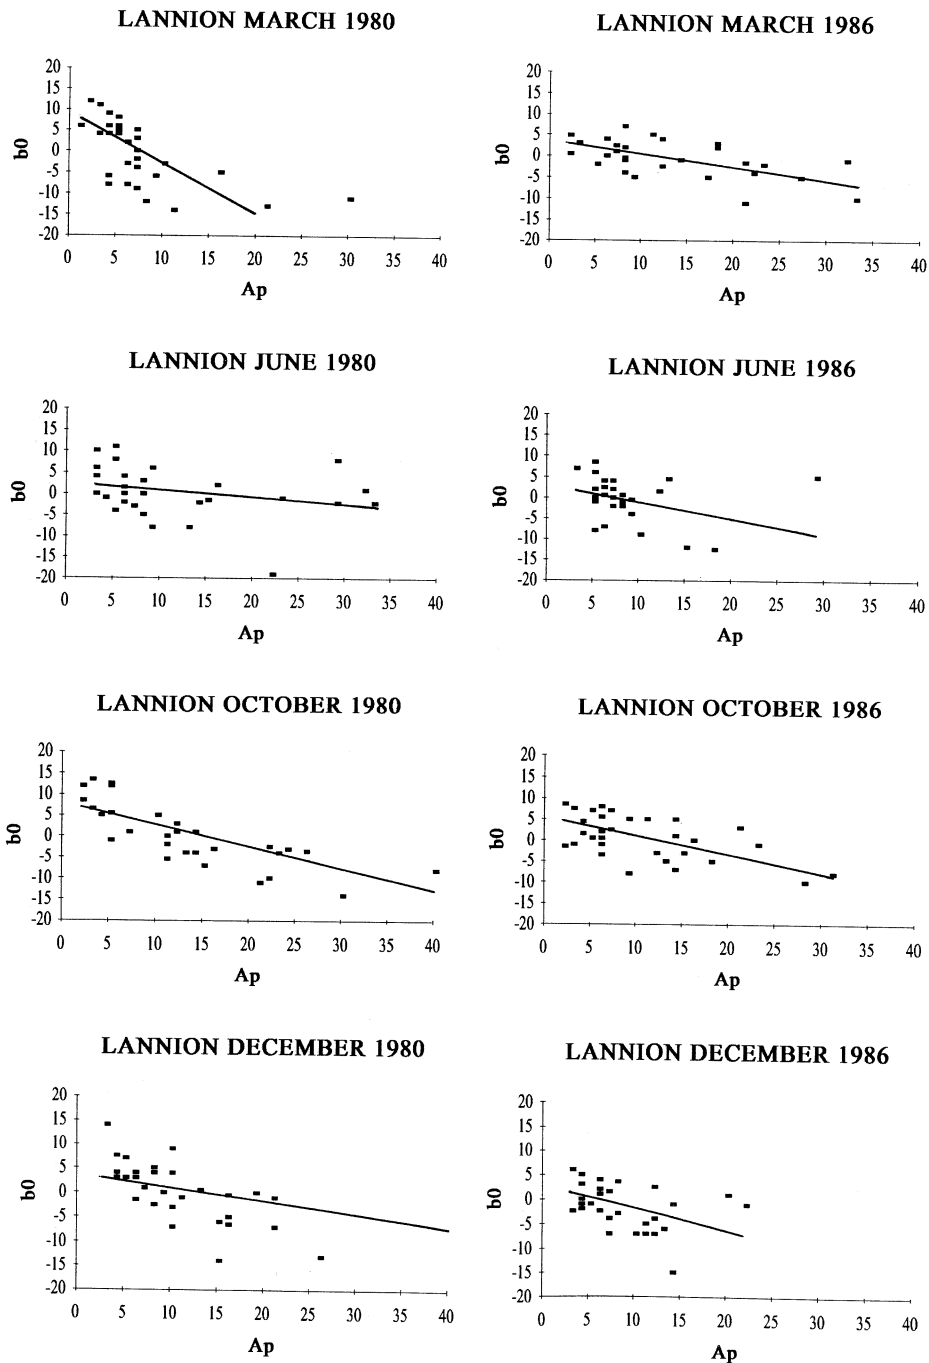 LANNION MARCH 1980
20
15
10
5
0
-5
-10
-15
-20
b0
0 5 10 15 20 25 30 35 40
Ap
LANNION MARCH 1986
20
15
10
5
0
-5
-10
-15
-20
b0
0 5 10 15 20 25 30 35 40
Ap
LANNION JUNE 1980
20
15
10
5
0
-5
-10
-15
-20
b0
0 5 10 15 20 25 30 35 40
Ap
LANNION JUNE 1986
20
15
10
5
0
-5
-10
-15
-20
b0
0 5 10 15 20 25 30 35 40
Ap
LANNION OCTOBER 1980
20
15
10
5
0
-5
-10
-15
-20
b0
0 5 10 15 20 25 30 35 40
Ap
LANNION OCTOBER 1986
20
15
10
5
0
-5
-10
-15
-20
b0
0 5 10 15 20 25 30 35 40
Ap
LANNION DECEMBER 1980
20
15
10
5
0
-5
-10
-15
-20
b0
0 5 10 15 20 25 30 35 40
Ap
LANNION DECEMBER 1986
20
15
10
5
0
-5
-10
-15
-20
b0
0 5 10 15 20 25 30 35 40
Ap